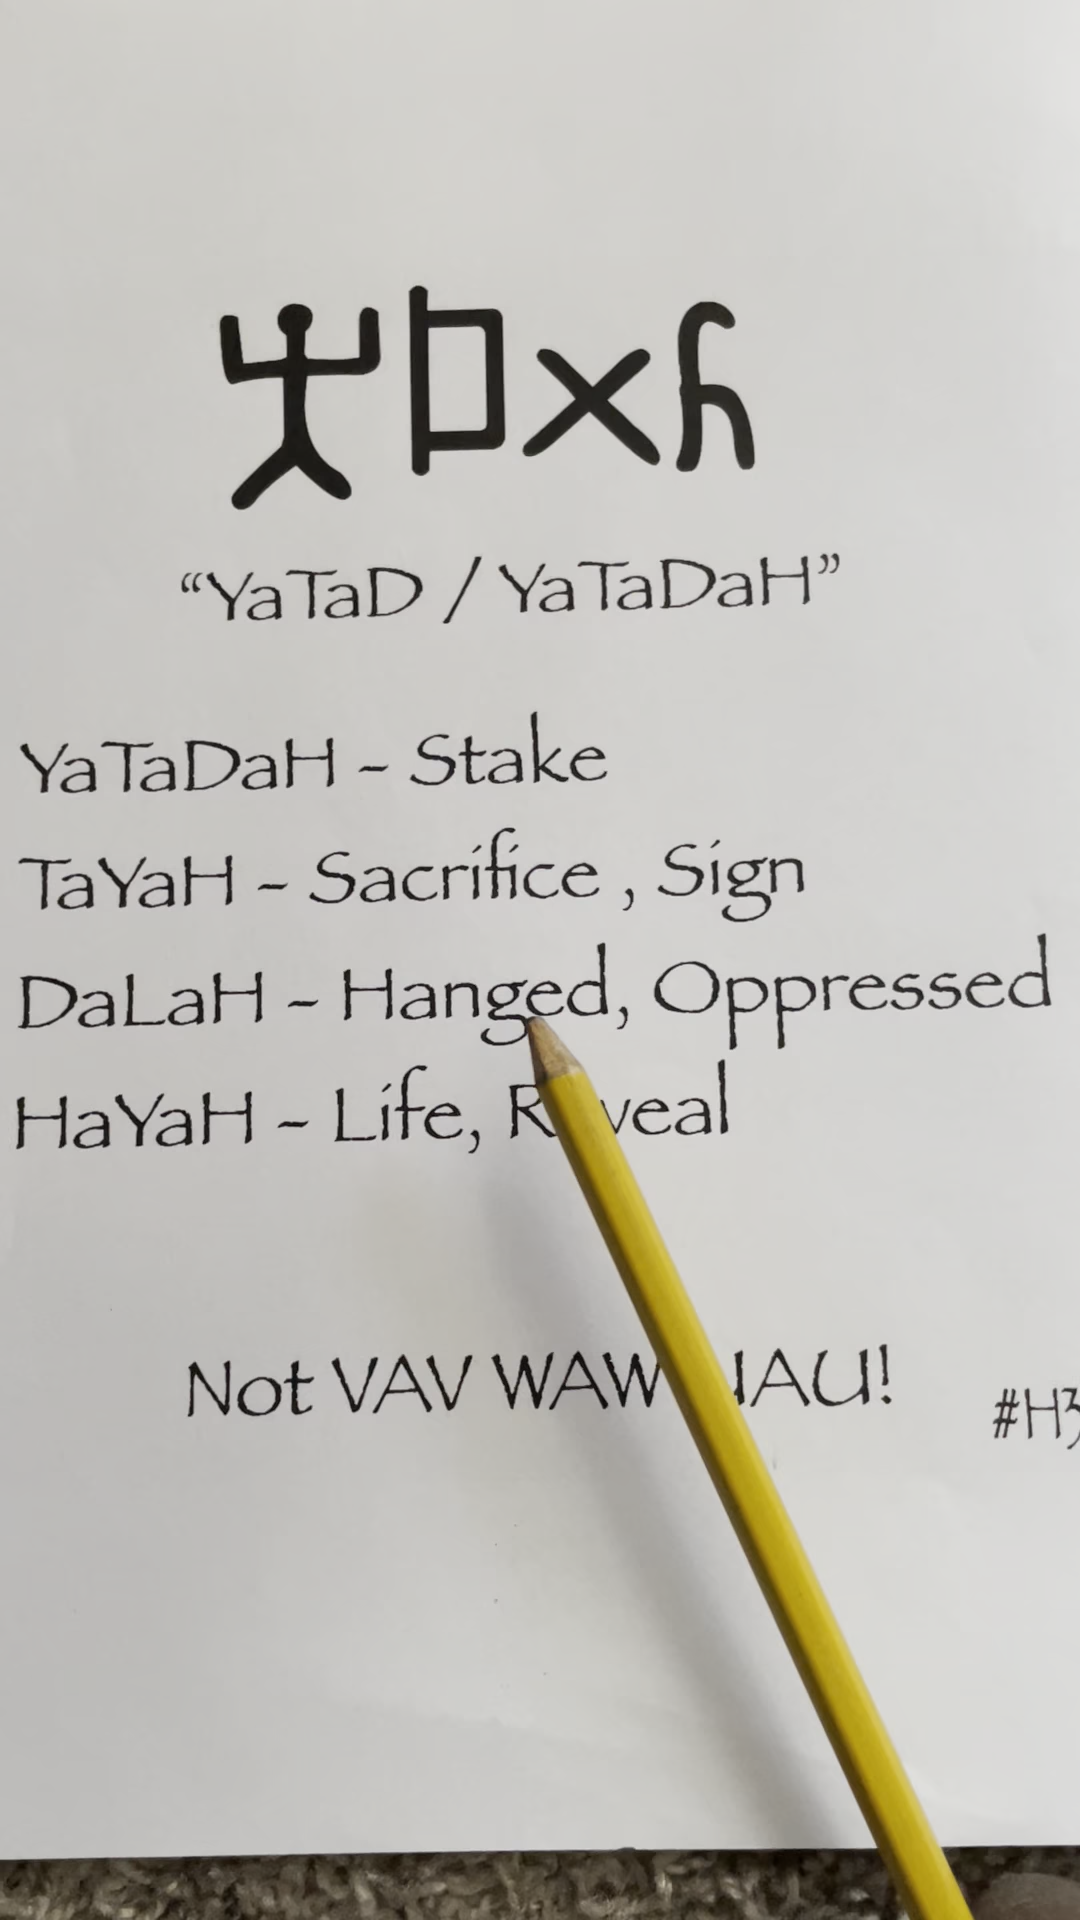 “YaTaD / YaTaDaH”
YaTaDaH - Stake
TaYaH - Sacrifice , Sign
DaLaH - Hanged, Oppressed
HaYaH - Life,
Not VAV WAW